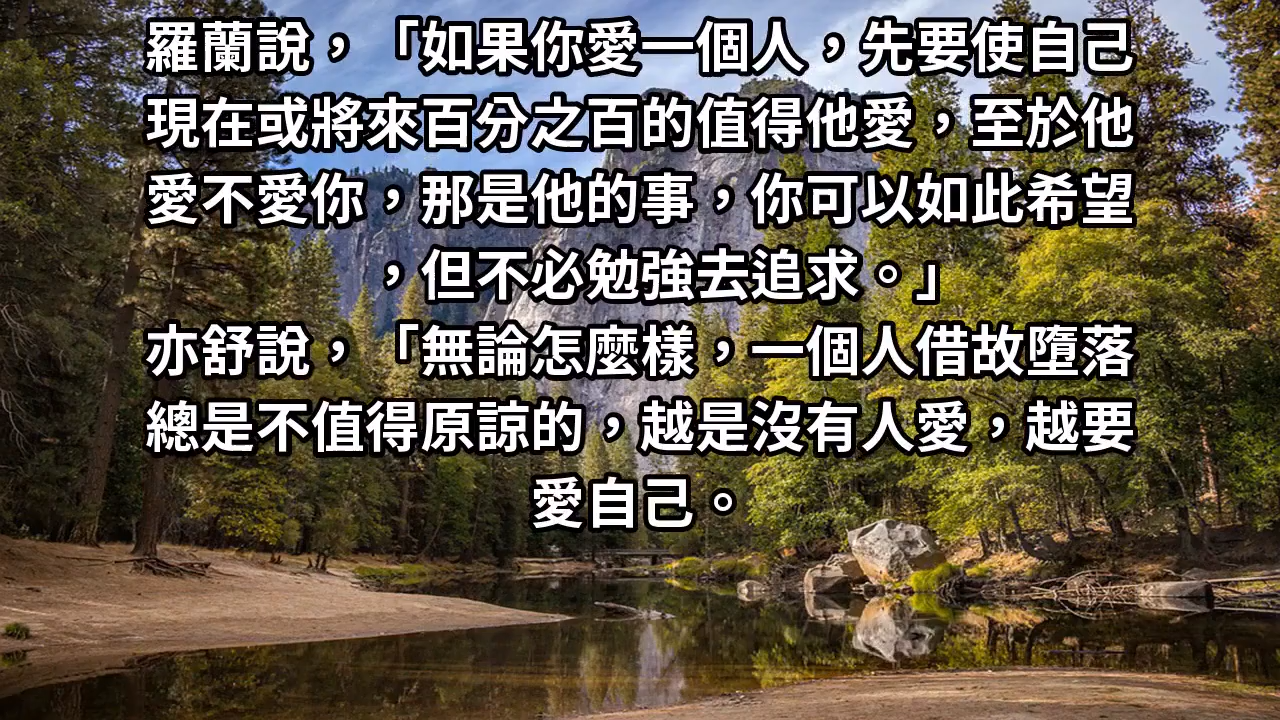 羅蘭說，「如果你愛一個人，先要使自己
現在或將來百分之百的值得他愛，至於他
愛不愛你，那是他的事，你可以如此希望
，但不必勉強去追求。」
亦舒說，「無論怎麼樣，一個人借故墮落
總是不值得原諒的，越是沒有人愛，越要
愛自己。